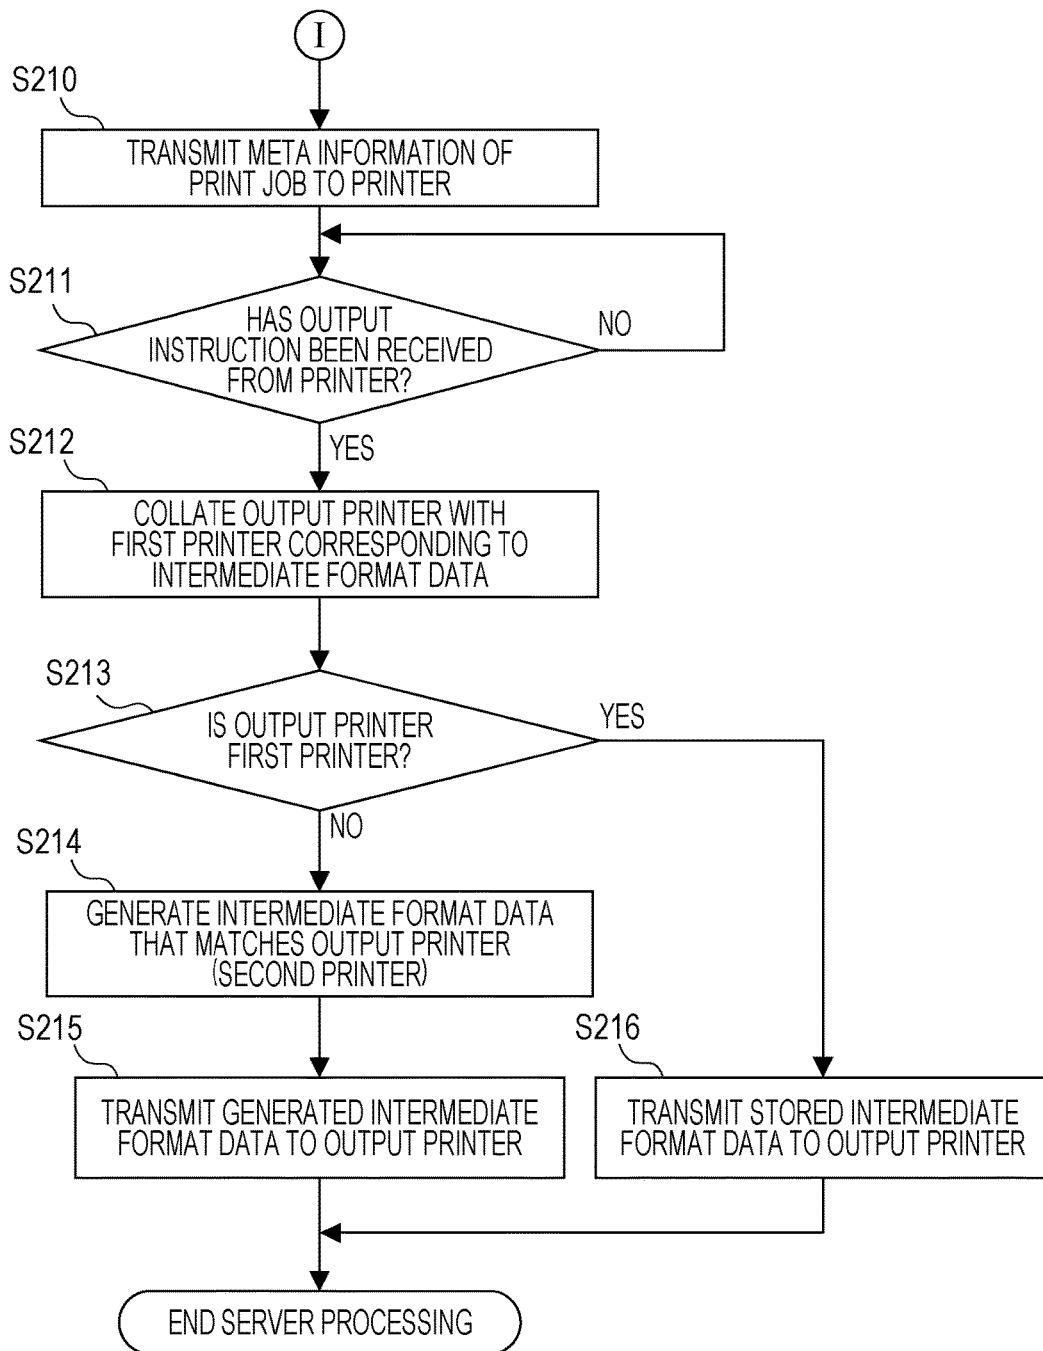 I
S210
TRANSMIT META INFORMATION OF
PRINT JOB TO PRINTER
S211
HAS OUTPUT
INSTRUCTION BEEN RECEIVED
FROM PRINTER?
NO
YES
S212
COLLATE OUTPUT PRINTER WITH
FIRST PRINTER CORRESPONDING TO
INTERMEDIATE FORMAT DATA
S213
IS OUTPUT PRINTER
FIRST PRINTER?
YES
NO
S214
GENERATE INTERMEDIATE FORMAT DATA
THAT MATCHES OUTPUT PRINTER
(SECOND PRINTER)
S215
TRANSMIT GENERATED INTERMEDIATE
FORMAT DATA TO OUTPUT PRINTER
S216
TRANSMIT STORED INTERMEDIATE
FORMAT DATA TO OUTPUT PRINTER
END SERVER PROCESSING